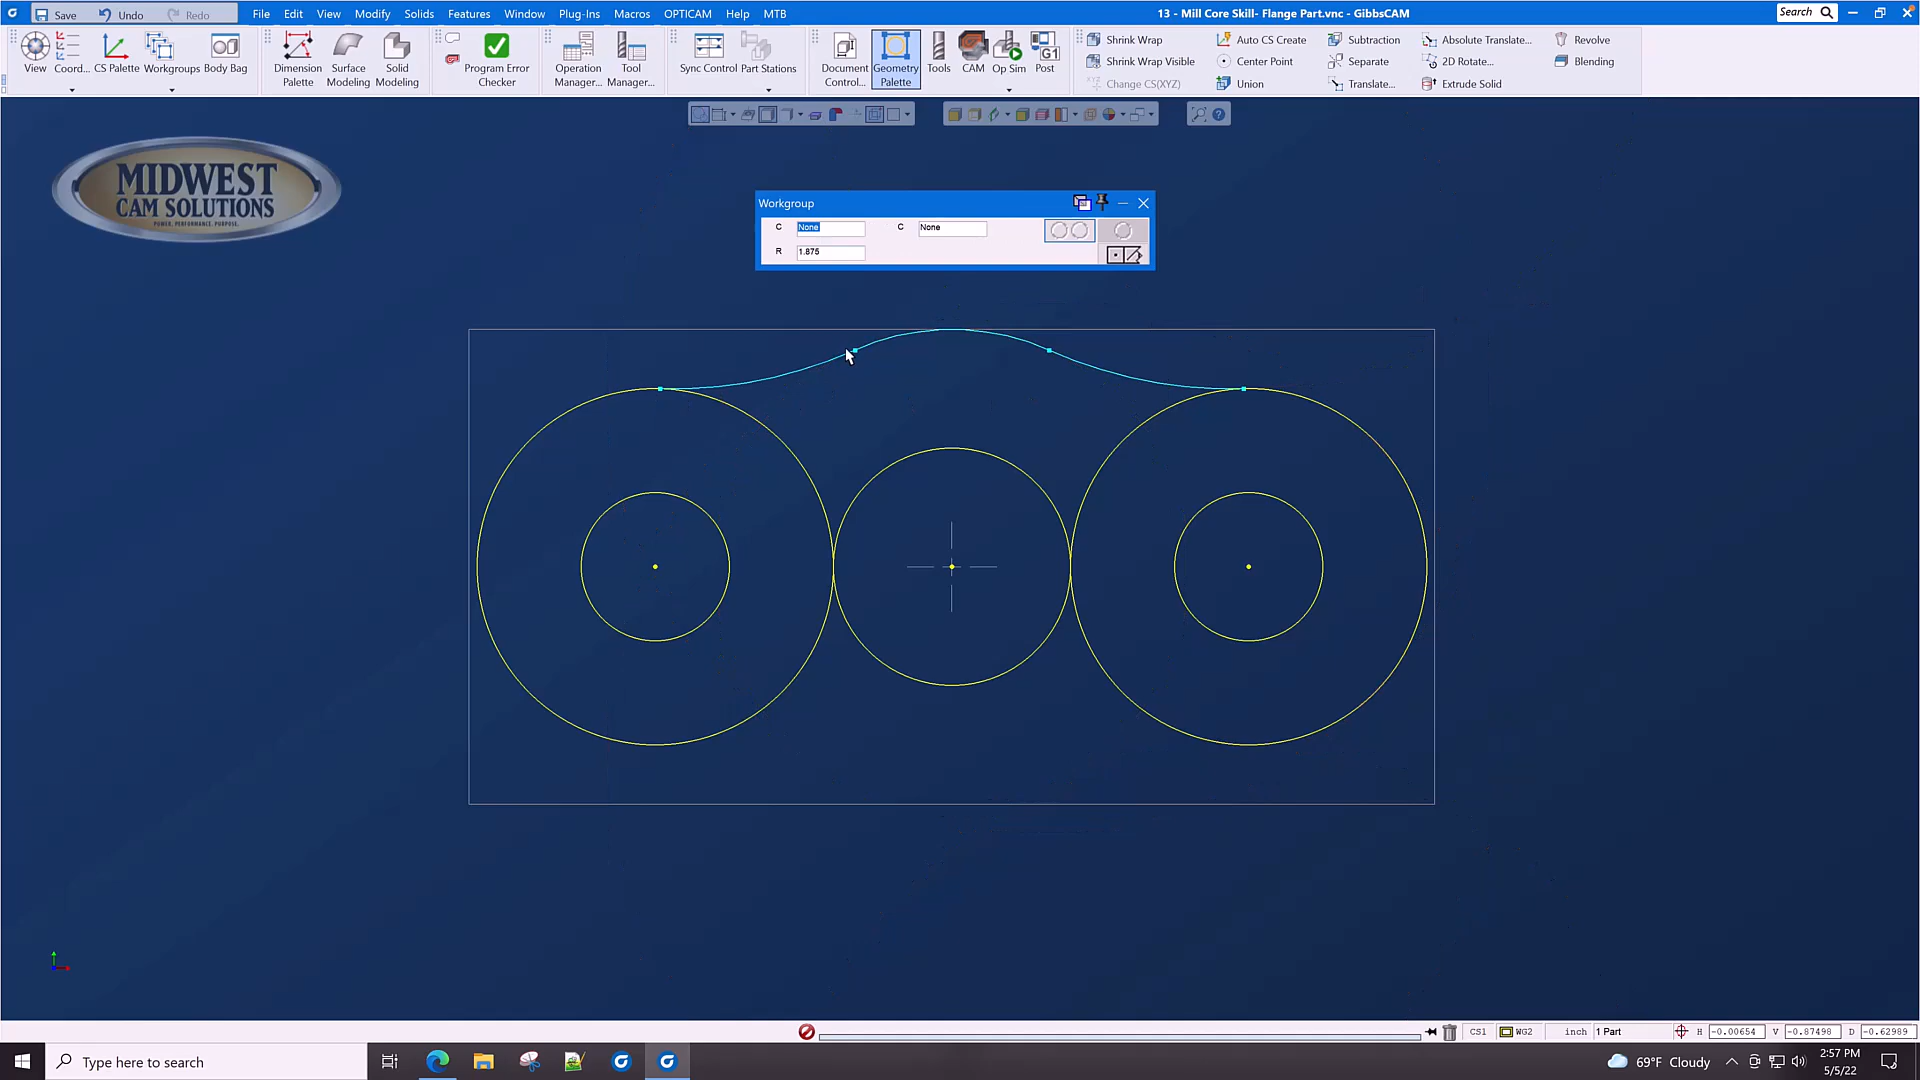 Save Undo Redo File Edit View Modify Solids Features Window Plug-Ins Macros OPTICAM Help MTB 13 - Mill Core Skill- Flange Part.vnc - GibbsCAM Search
View Coord... CS Palette Workgroups Body Bag
Dimension Palette Surface Modeling Solid Modeling
Program Error Checker
Operation Manager... Tool Manager...
Sync Control Part Stations
Document Control... Geometry Palette Tools CAM Op Sim G1 Post
Shrink Wrap Auto CS Create Subtraction Absolute Translate... Revolve
Shrink Wrap Visible Center Point Separate 2D Rotate... Blending
Change CS(XYZ) Union Translate... Extrude Solid
MIDWEST
CAM SOLUTIONS
POWER. PERFORMANCE. PURPOSE.
Workgroup
C None C None
R 1.875
CS1 WG2 inch 1 Part H -0.00654 V -0.87498 D -0.62989
Type here to search
69°F Cloudy
2:57 PM
5/5/22